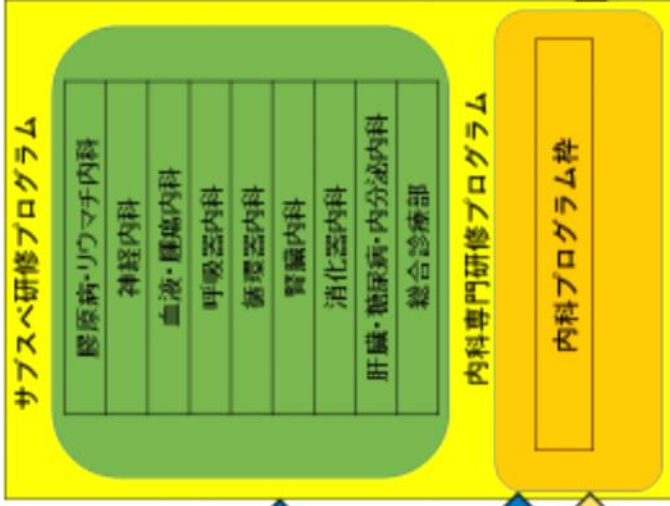 サブスペ研修プログラム
膠原病・リウマチ内科
神経内科
血液・腫瘍内科
呼吸器内科
循環器内科
腎臓内科
消化器内科
肝臓・糖尿病・内分泌内科
総合診療部
内科専門研修プログラム
内科プログラム枠